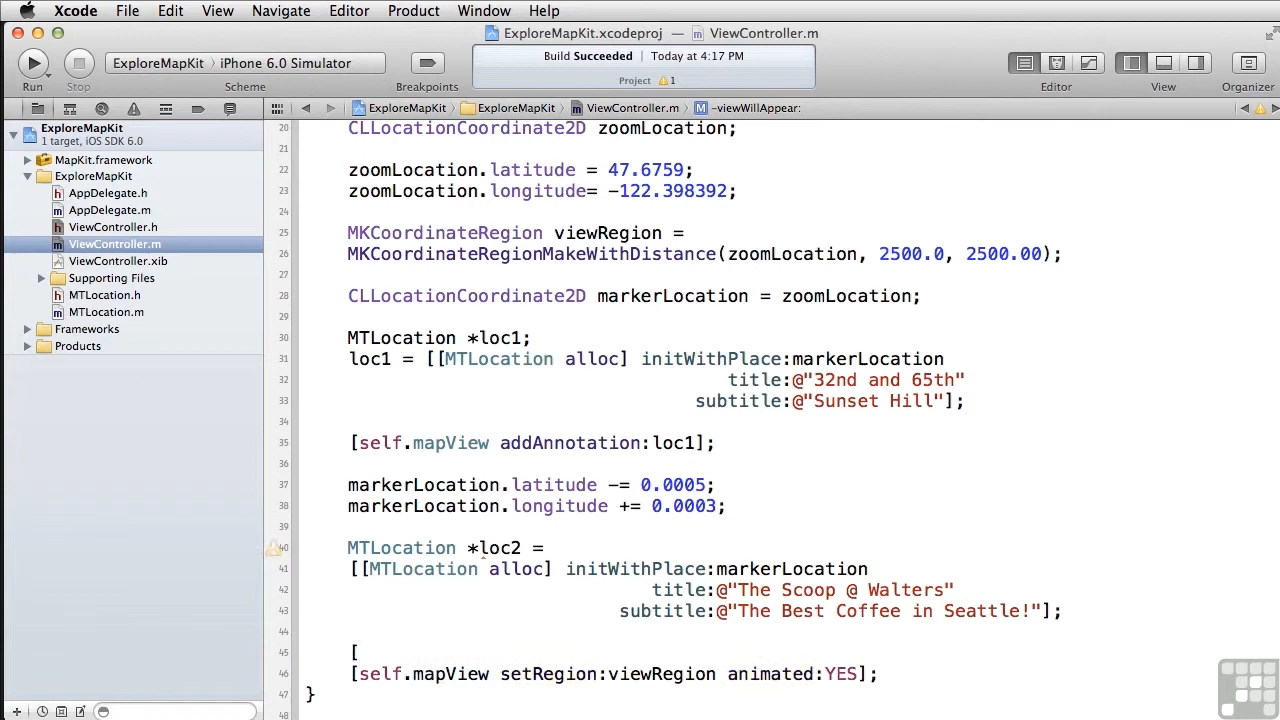 Xcode File Edit View Navigate Editor Product Window Help
ExploreMapKit.xcodeproj — ViewController.m
ExploreMapKit › iPhone 6.0 Simulator
Build Succeeded | Today at 4:17 PM
Project 1
Run Stop Scheme Breakpoints Editor View Organizer
ExploreMapKit › ExploreMapKit › ViewController.m › M -viewWillAppear:
ExploreMapKit
1 target, iOS SDK 6.0
MapKit.framework
ExploreMapKit
h AppDelegate.h
m AppDelegate.m
h ViewController.h
m ViewController.m
ViewController.xib
Supporting Files
h MTLocation.h
m MTLocation.m
Frameworks
Products
20 CLLocationCoordinate2D zoomLocation;
21
22 zoomLocation.latitude = 47.6759;
23 zoomLocation.longitude= -122.398392;
24
25 MKCoordinateRegion viewRegion =
26 MKCoordinateRegionMakeWithDistance(zoomLocation, 2500.0, 2500.00);
27
28 CLLocationCoordinate2D markerLocation = zoomLocation;
29
30 MTLocation *loc1;
31 loc1 = [[MTLocation alloc] initWithPlace:markerLocation
32 title:@"32nd and 65th"
33 subtitle:@"Sunset Hill"];
34
35 [self.mapView addAnnotation:loc1];
36
37 markerLocation.latitude -= 0.0005;
38 markerLocation.longitude += 0.0003;
39
40 MTLocation *loc2 =
41 [[MTLocation alloc] initWithPlace:markerLocation
42 title:@"The Scoop @ Walters"
43 subtitle:@"The Best Coffee in Seattle!"];
44
45 [
46 [self.mapView setRegion:viewRegion animated:YES];
47 }
48